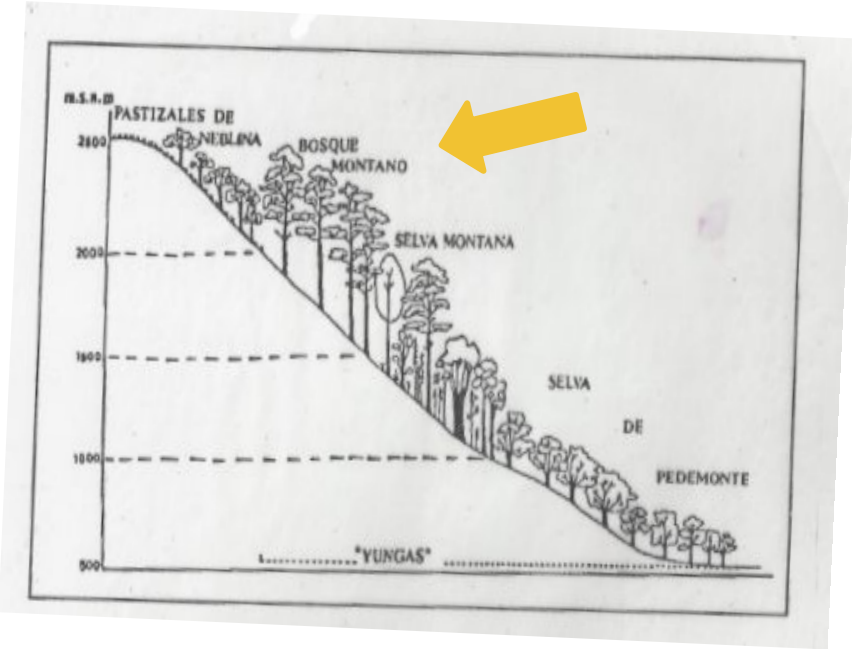 m.s.n.m
PASTIZALES DE
NEBLINA
BOSQUE
MONTANO
SELVA MONTANA
SELVA
DE
PEDEMONTE
2500
2000
1500
1000
500
"YUNGAS"